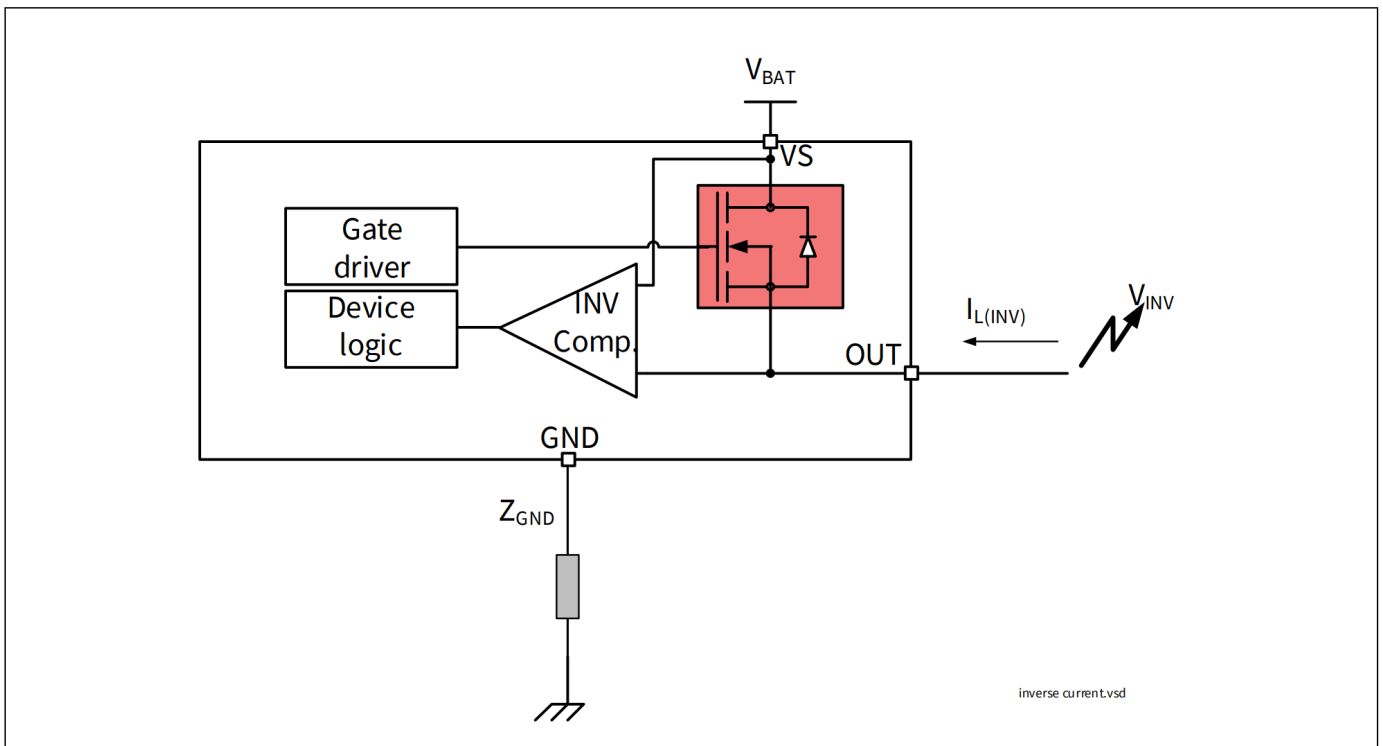 VBAT
VS
Gate
driver
Device
logic
INV
Comp.
IL(INV)
VINV
OUT
GND
ZGND
inverse current.vsd